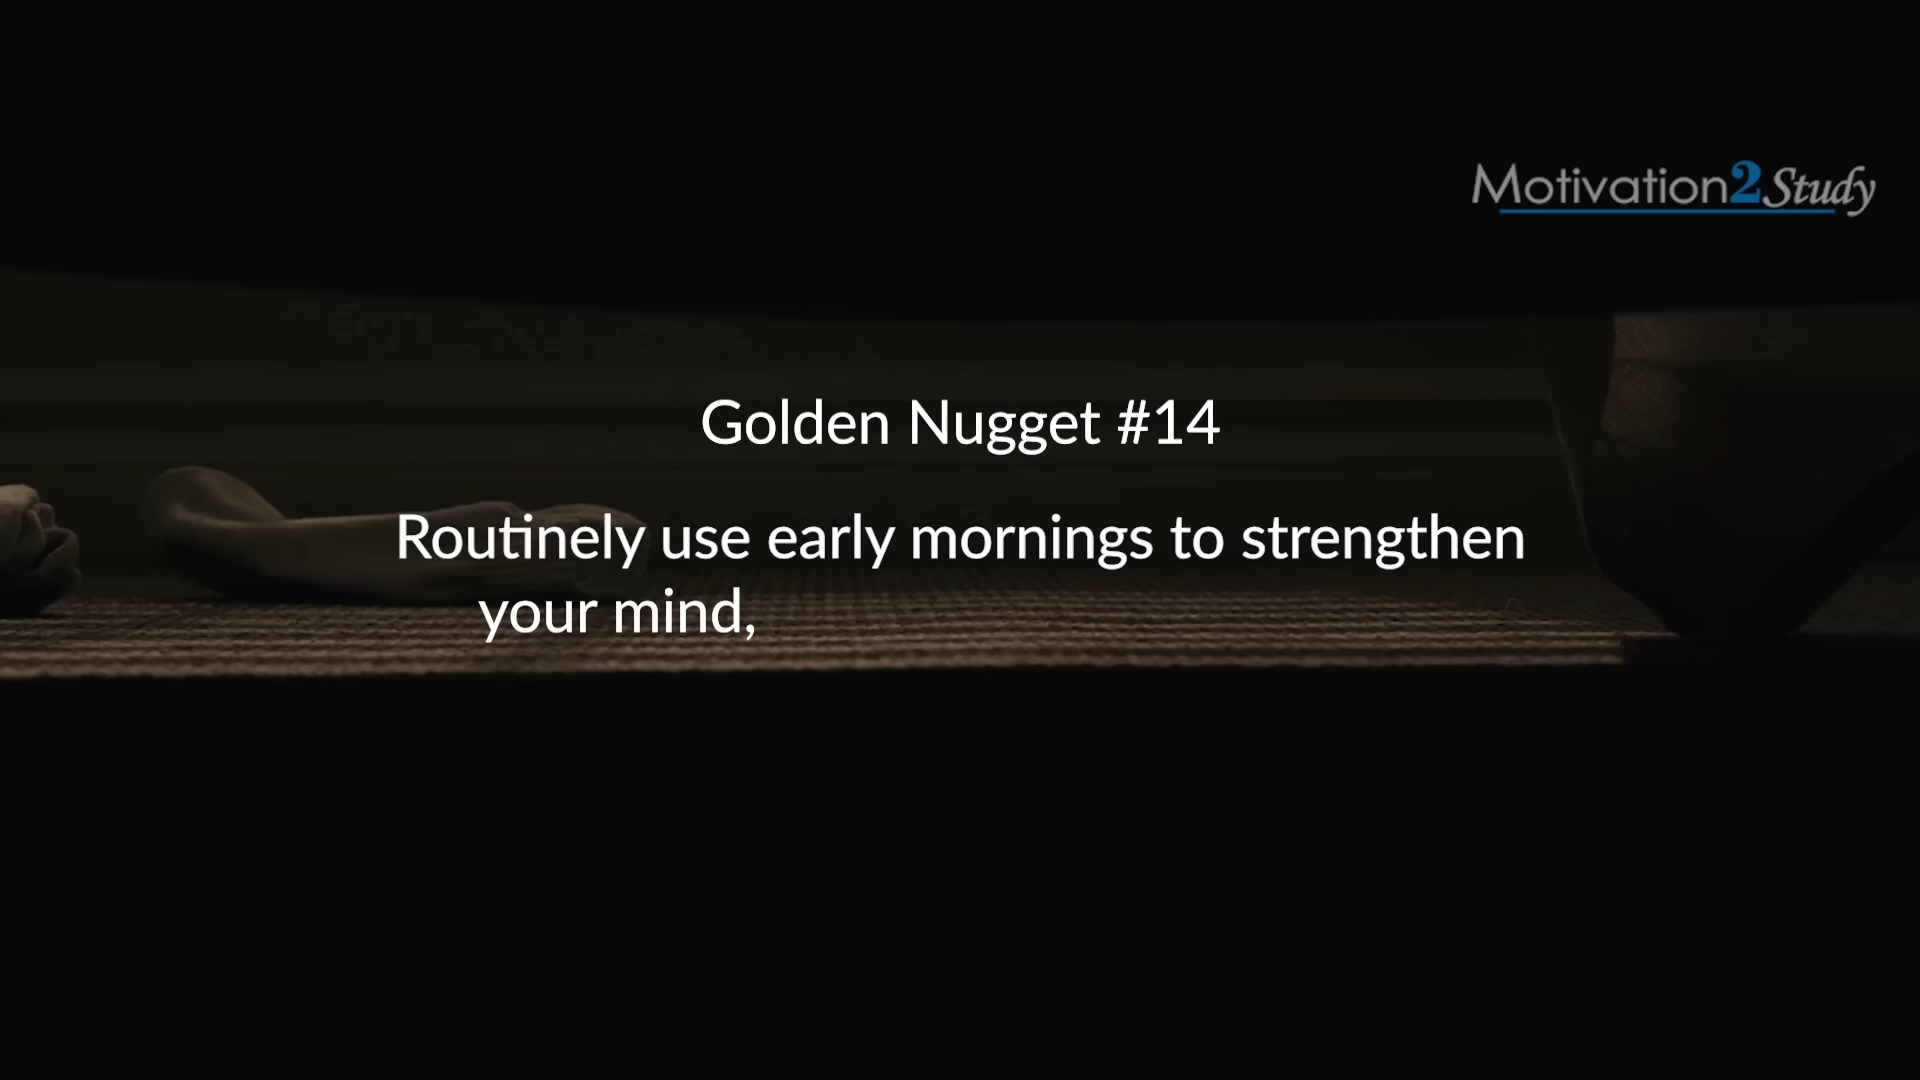 Motivation2Study
Golden Nugget #14
Routinely use early mornings to strengthen
your mind,